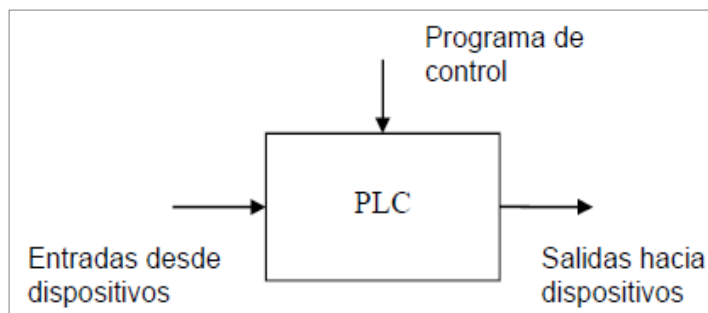 Programa de
control
PLC
Entradas desde
dispositivos
Salidas hacia
dispositivos